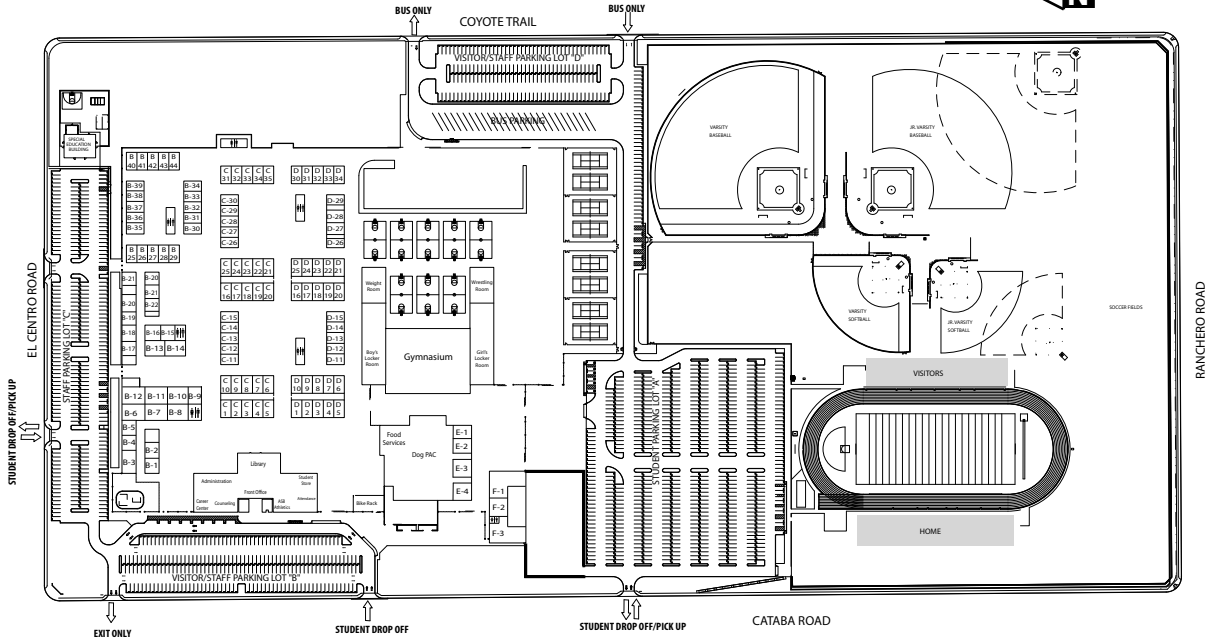 BUS ONLY
COYOTE TRAIL
BUS ONLY
N
VISITOR/STAFF PARKING LOT "D"
BUS PARKING
SPECIAL
EDUCATION
BUILDING
B B B B B
40 41 42 43 44
B-39
B-38
B-37
B-36
B-35
B-34
B-33
B-32
B-31
B-30
B B B B B
25 26 27 28 29
C C C C C
31 32 33 34 35
C-30
C-29
C-28
C-27
C-26
D D D D D
30 31 32 33 34
D-29
D-28
D-27
D-26
C C C C C
25 24 23 22 21
C C C C C
16 17 18 19 20
D D D D D
25 24 23 22 21
D D D D D
16 17 18 19 20
B-21
B-20
B-19
B-18
B-17
B-20
B-21
B-22
B-16 B-15
B-13 B-14
C-15
C-14
C-13
C-12
C-11
D-15
D-14
D-13
D-12
D-11
C C C C C
10 9 8 7 6
C C C C C
1 2 3 4 5
D D D D D
10 9 8 7 6
D D D D D
1 2 3 4 5
B-12 B-11 B-10 B-9
B-6 B-7 B-8
B-5
B-4
B-3
B-2
B-1
Weight
Room
Wrestling
Room
Boy's
Locker
Room
Gymnasium
Girl's
Locker
Room
Food
Services
Dog PAC
E-1
E-2
E-3
E-4
F-1
F-2
F-3
Bike Rack
Library
Administration
Student
Store
Front Office
Career
Center
Counseling
ASB
Athletics
Attendance
EL CENTRO ROAD
STAFF PARKING LOT "C"
STUDENT DROP OFF/PICK UP
VISITOR/STAFF PARKING LOT "B"
STUDENT PARKING LOT "A"
VARSITY
BASEBALL
JR. VARSITY
BASEBALL
VARSITY
SOFTBALL
JR. VARSITY
SOFTBALL
SOCCER FIELDS
RANCHERO ROAD
VISITORS
HOME
EXIT ONLY
STUDENT DROP OFF
STUDENT DROP OFF/PICK UP
CATABA ROAD